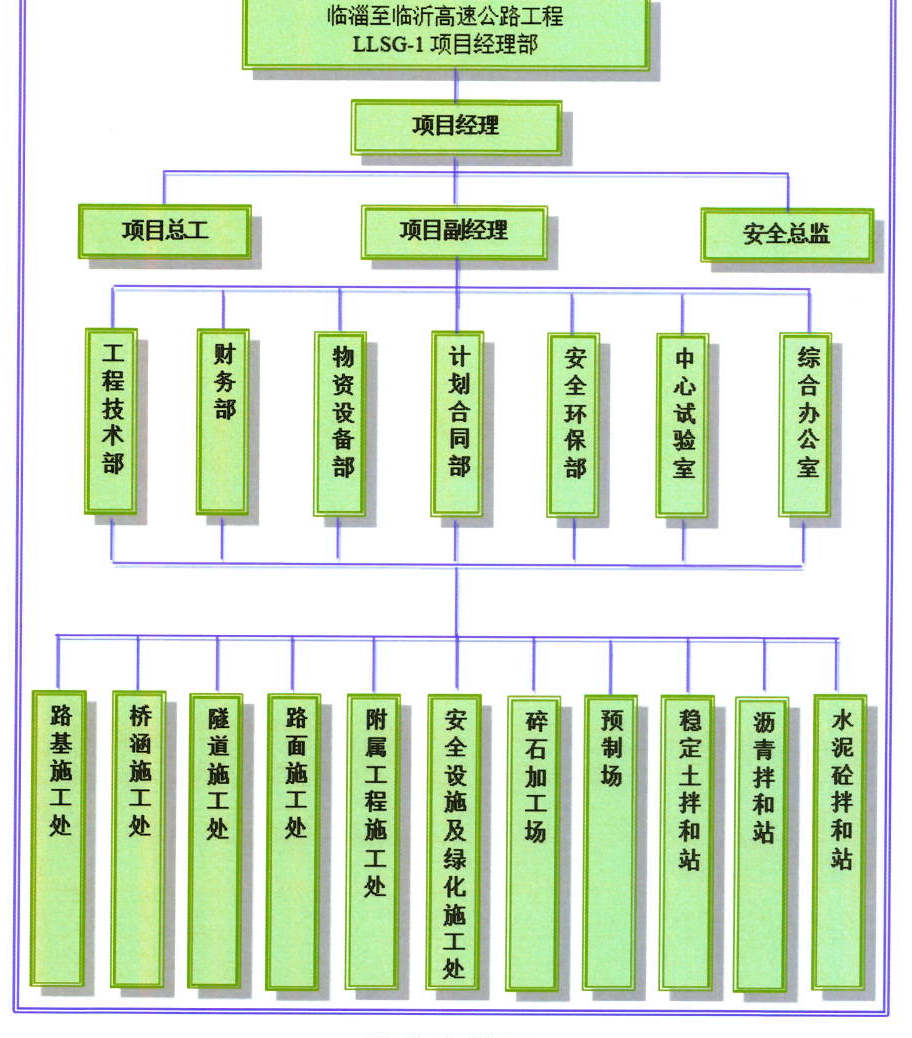 临淄至临沂高速公路工程
LLSG-1 项目经理部
项目经理
项目总工
项目副经理
安全总监
工程技术部
财务部
物资设备部
计划合同部
安全环保部
中心试验室
综合办公室
路基施工处
桥涵施工处
隧道施工处
路面施工处
附属工程施工处
安全设施及绿化施工处
碎石加工场
预制场
稳定土拌和站
沥青拌和站
水泥砼拌和站